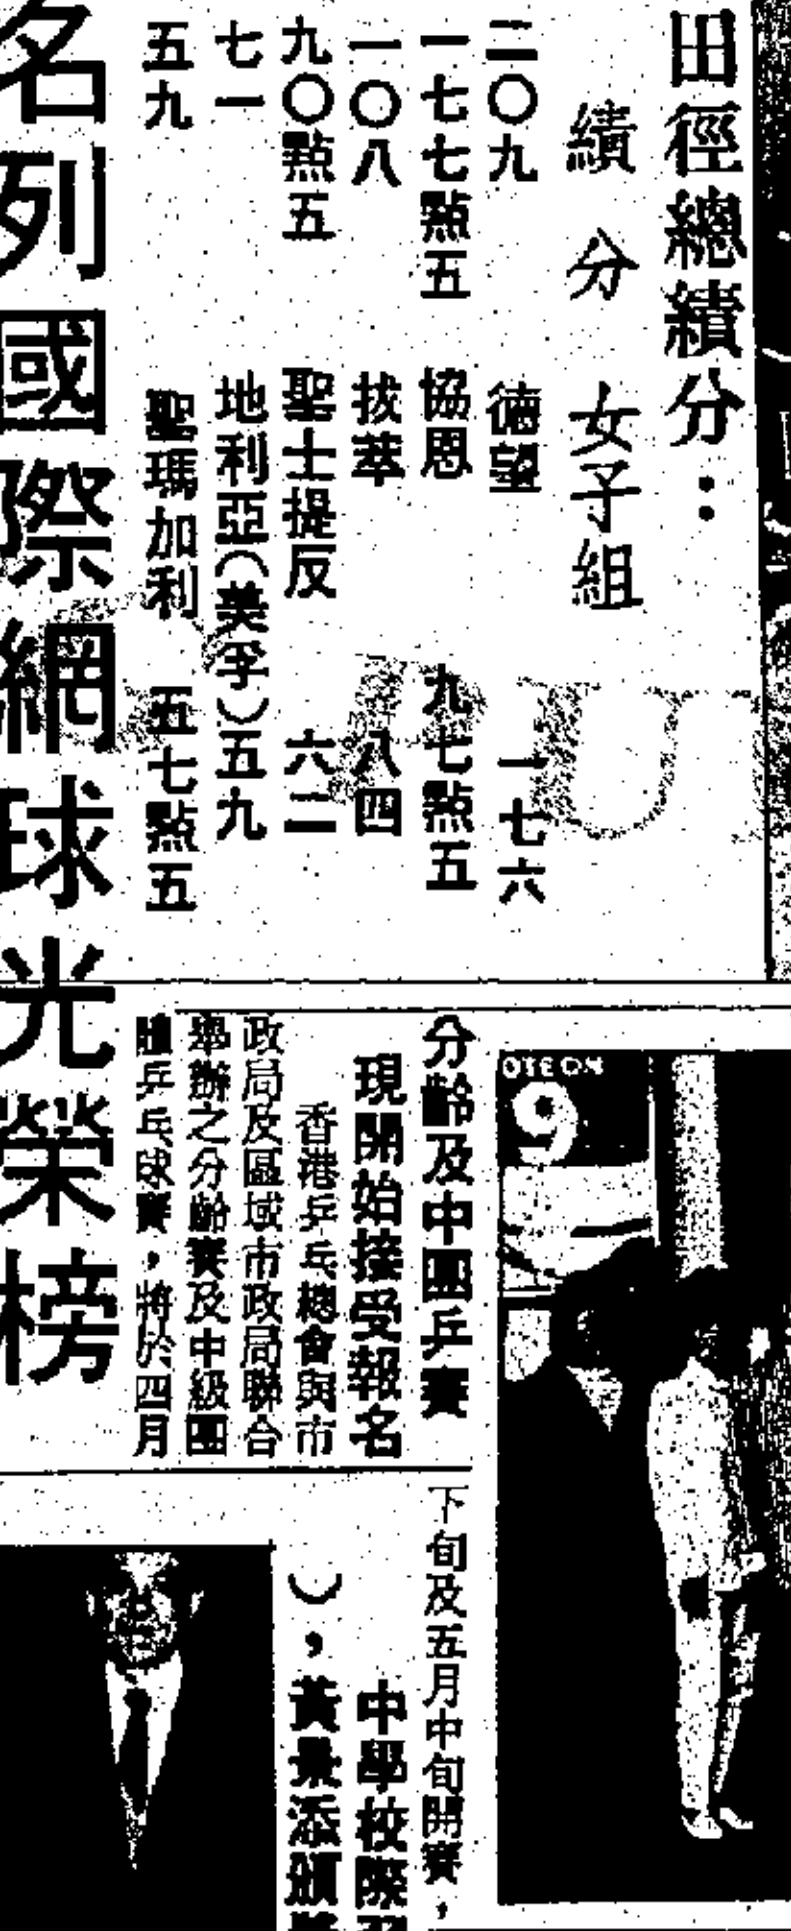 田徑總績分：
績分 女子組
二〇九 德望 一七六
一七七點五 協恩 九七點五
一〇八 拔萃 八四
九〇點五 聖士提反 六二
七一 地利亞（美孚）五九
五九 聖瑪加利 五七點五
名列國際網球光榮榜
分齡及中團乒賽
現開始接受報名
香港乒乓總會與市
政局及區域市政局聯合
舉辦之分齡賽及中級團
體乒乓球賽，將於四月
下旬及五月中旬開賽，
中學校際
），黃景添頒
9